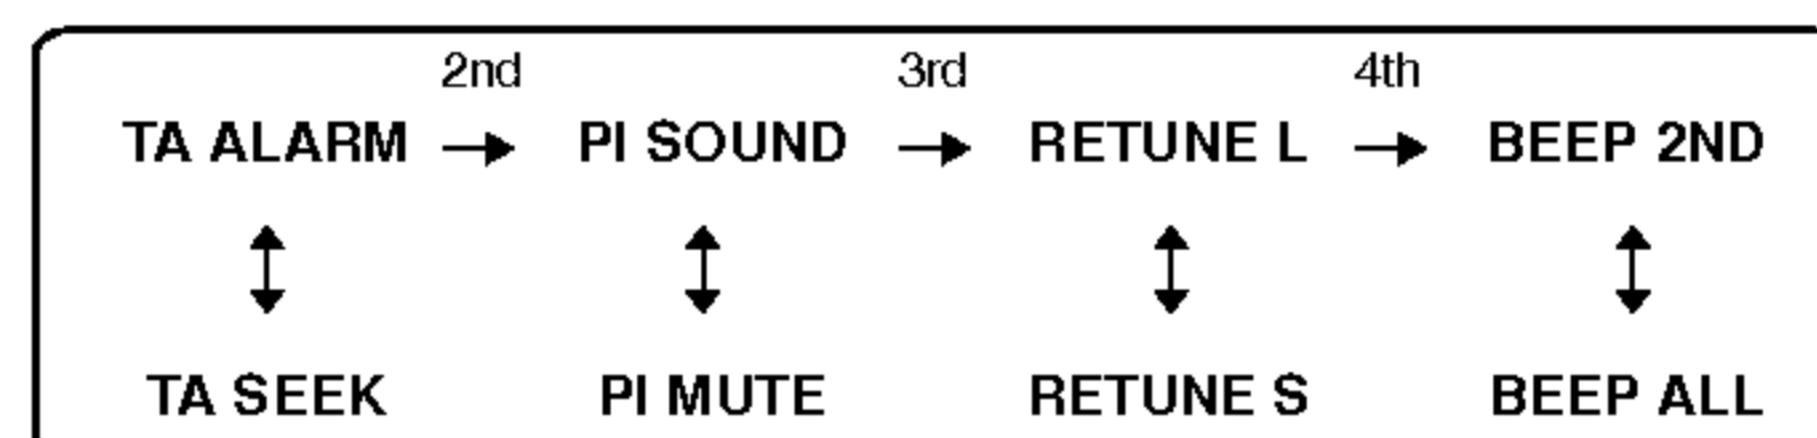 2nd 3rd 4th
TA ALARM → PI SOUND → RETUNE L → BEEP 2ND
TA SEEK PI MUTE RETUNE S BEEP ALL